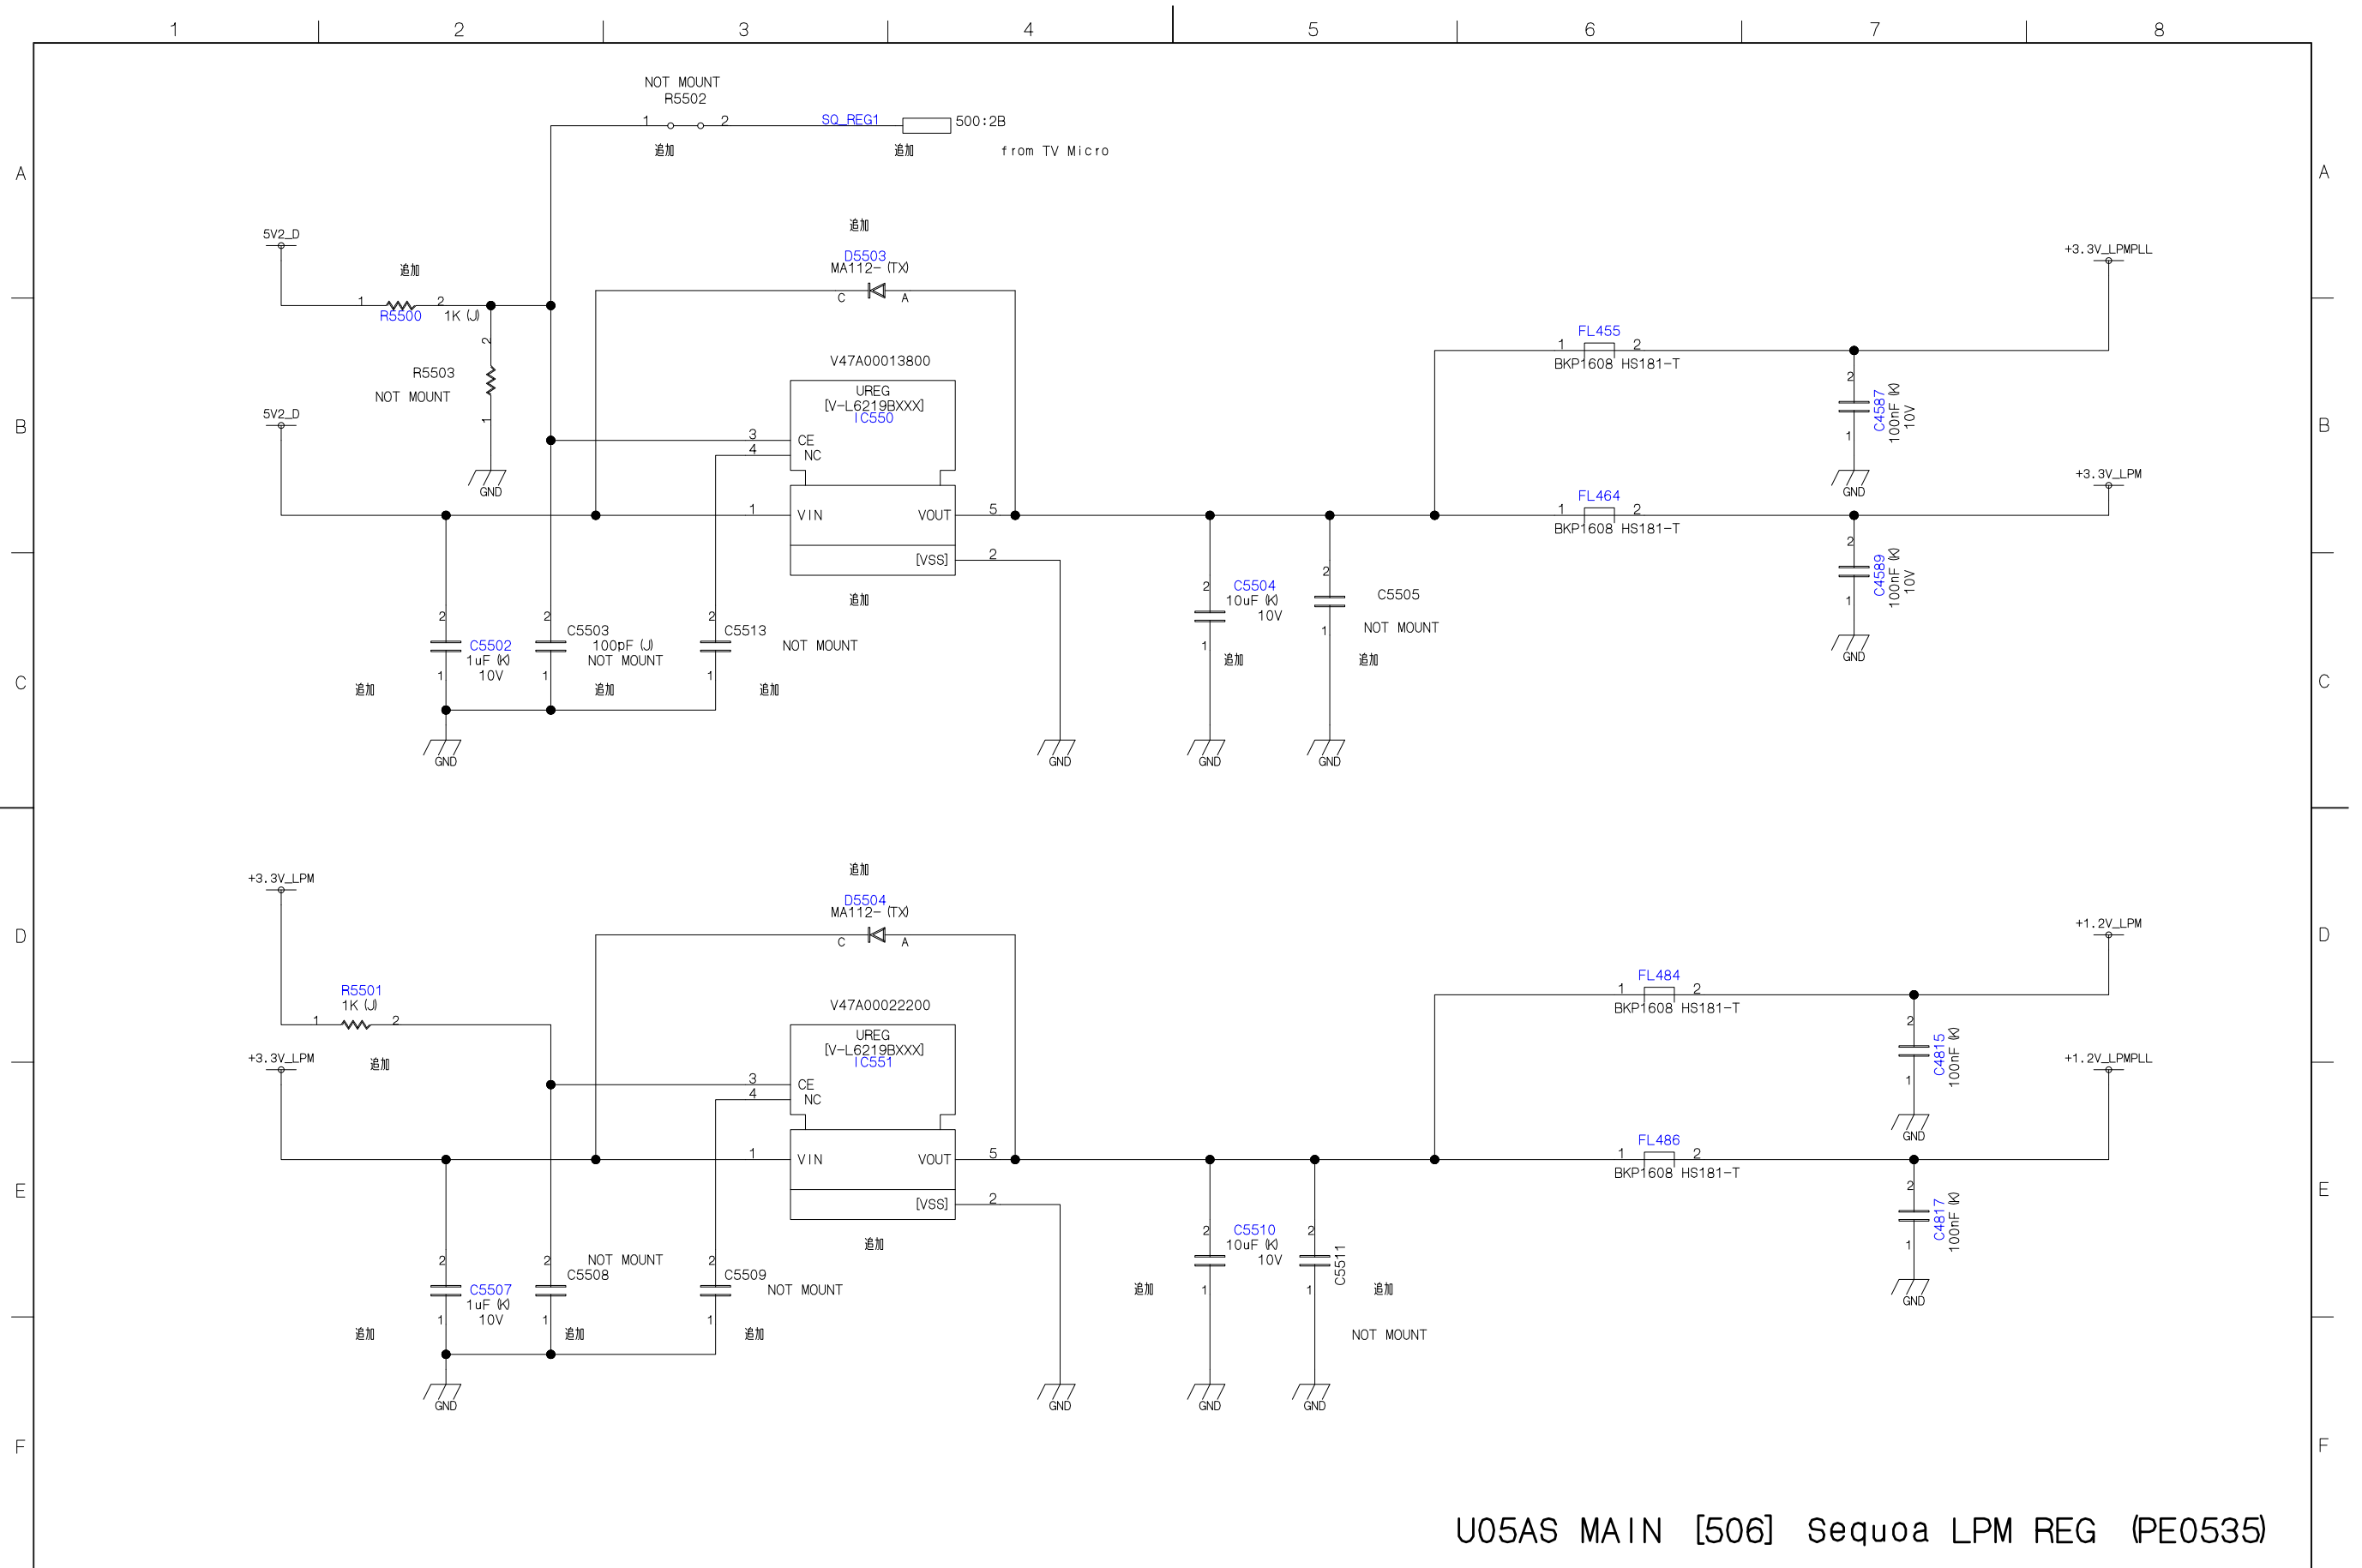 1 2 3 4 5 6 7 8
NOT MOUNT
R5502
1 2 SQ_REG1 500:2B
追加 追加 from TV Micro
A A
追加
5V2_D
D5503
MA112-(TX)
C A
+3.3V_LPMPLL
追加
1 2
R5500 1K(J)
FL455
1 2
BKP1608 HS181-T
2
R5503
NOT MOUNT
1
GND
V47A00013800
UREG
[V-L6219BXXX]
IC550
2
C4587
100nF(K)
10V
1
GND
B B
5V2_D
3 CE
4 NC
+3.3V_LPM
FL464
1 2
BKP1608 HS181-T
1 VIN VOUT 5
[VSS] 2
追加
2
C4589
100nF(K)
10V
1
GND
2
C5504
10uF(K)
10V
1
追加
2
C5505
NOT MOUNT
1
追加
2
C5502
1uF(K)
10V
1
追加
2
C5503
100pF(J)
NOT MOUNT
1
追加
2
C5513
NOT MOUNT
1
追加
C C
GND GND GND GND
+3.3V_LPM
追加
D5504
MA112-(TX)
C A
+1.2V_LPM
D D
R5501
1K(J)
1 2
追加
FL484
1 2
BKP1608 HS181-T
V47A00022200
UREG
[V-L6219BXXX]
IC551
2
C4815
100nF(K)
1
GND
+3.3V_LPM
+1.2V_LPMPLL
3 CE
4 NC
FL486
1 2
BKP1608 HS181-T
1 VIN VOUT 5
[VSS] 2
追加
E E
2
C4817
100nF(K)
1
GND
2
C5510
10uF(K)
10V
1
追加
2
C5511
1
追加
NOT MOUNT
2
C5507
1uF(K)
10V
1
追加
2
NOT MOUNT
C5508
1
追加
2
C5509
NOT MOUNT
1
追加
GND GND GND GND
F F
U05AS MAIN [506] Sequoa LPM REG (PE0535)